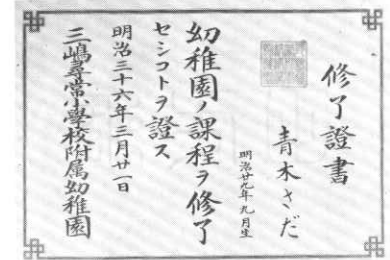 修了證書
青木さだ
明治廿九年九月生
幼稚園ノ課程ヲ修了
セシコトヲ證ス
明治三十六年三月廿一日
三嶋尋常小學校附属幼稚園